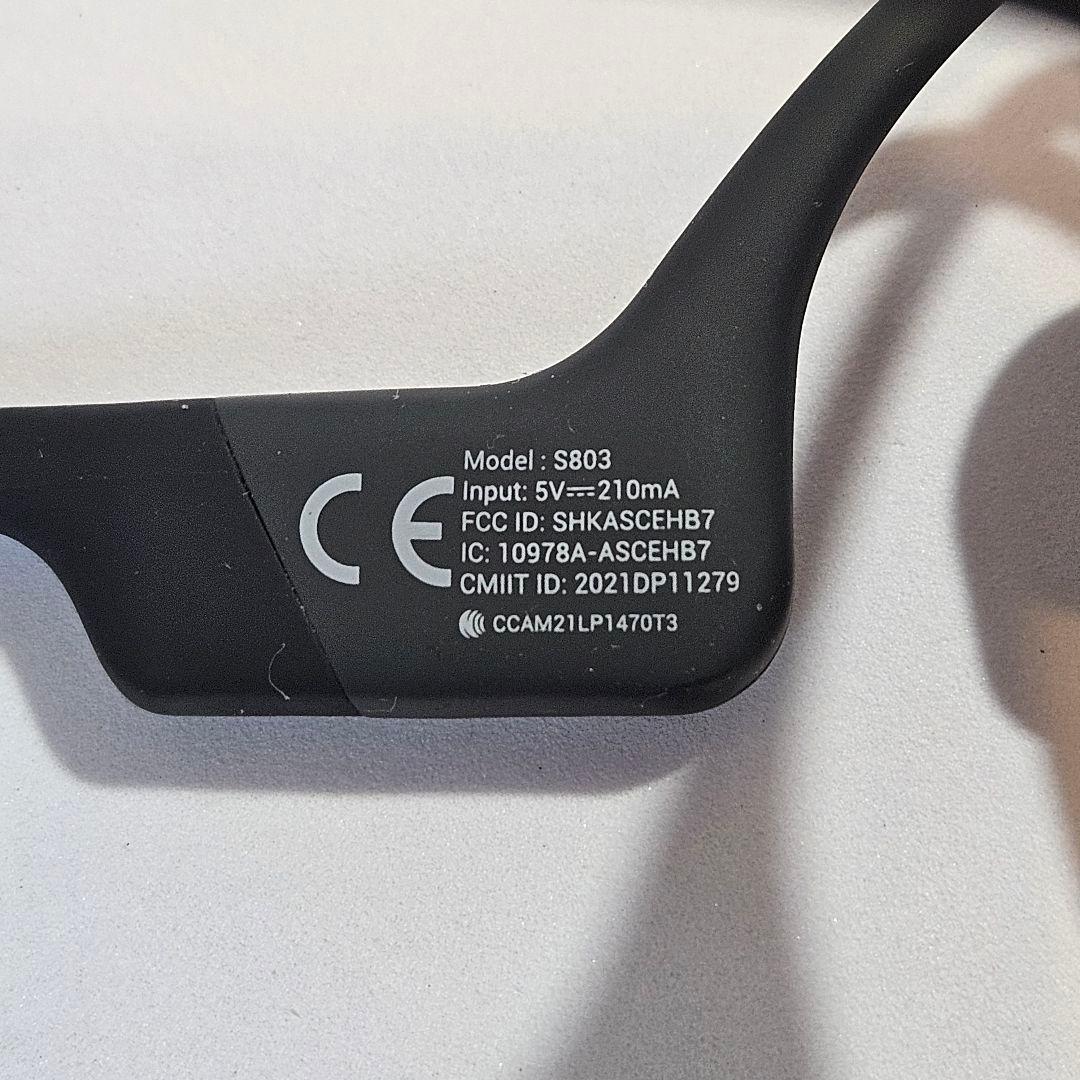 CE
Model : S803
Input: 5V⎓210mA
FCC ID: SHKASCEHB7
IC: 10978A-ASCEHB7
CMIIT ID: 2021DP11279
CCAM21LP1470T3